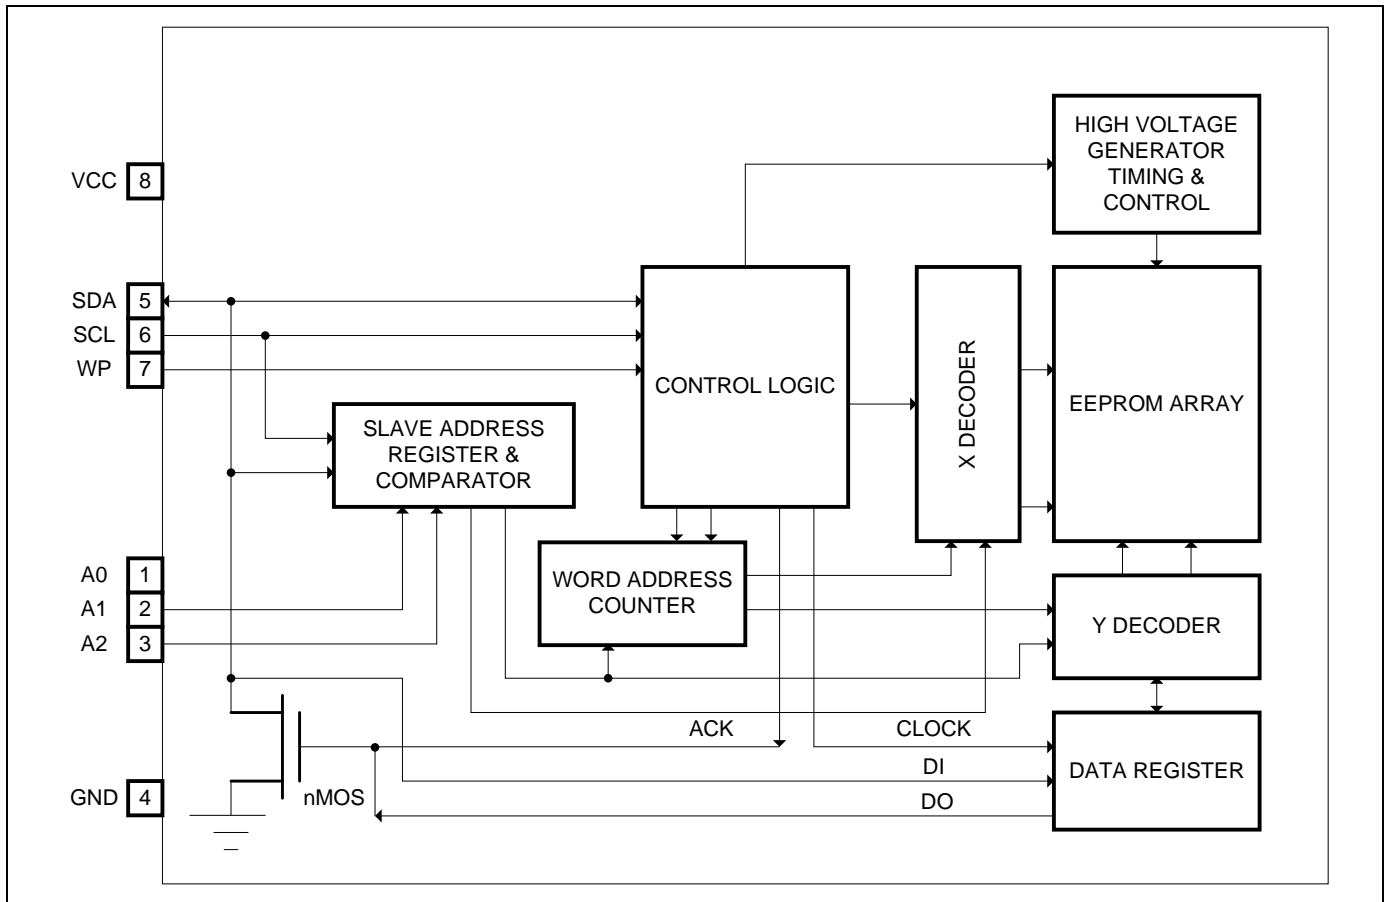 HIGH VOLTAGE
GENERATOR
TIMING &
CONTROL
VCC 8
SDA 5
SCL 6
WP 7
CONTROL LOGIC
X DECODER
EEPROM ARRAY
SLAVE ADDRESS
REGISTER &
COMPARATOR
A0 1
A1 2
A2 3
WORD ADDRESS
COUNTER
Y DECODER
ACK
CLOCK
DI
DO
DATA REGISTER
GND 4
nMOS